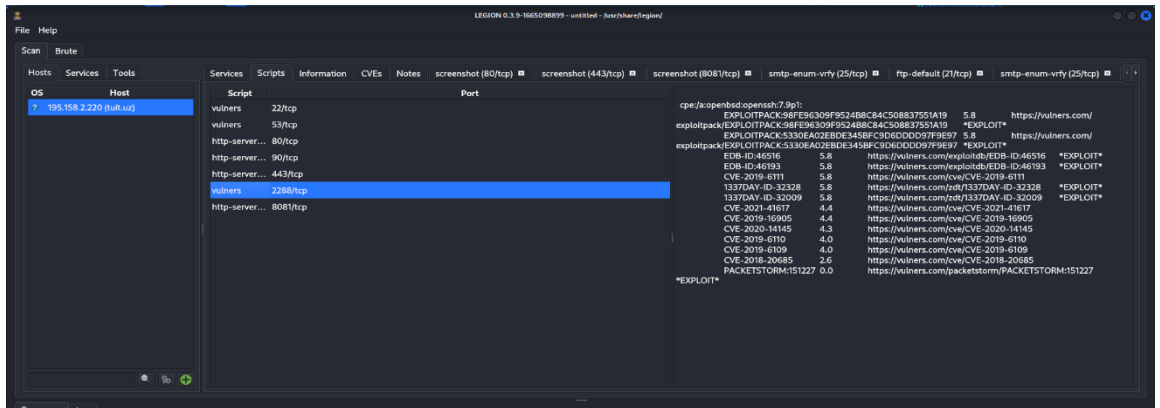 LEGION 0.3.9-1665098899 - untitled - /usr/share/legion/
File Help
Scan Brute
Hosts Services Tools
Services Scripts Information CVEs Notes screenshot (80/tcp) screenshot (443/tcp) screenshot (8081/tcp) smtp-enum-vrfy (25/tcp) ftp-default (21/tcp) smtp-enum-vrfy (25/tcp)
OS Host
? 195.158.2.220 (tuit.uz)
Script Port
vulners 22/tcp
vulners 53/tcp
http-server... 80/tcp
http-server... 90/tcp
http-server... 443/tcp
vulners 2288/tcp
http-server... 8081/tcp
cpe:/a:openbsd:openssh:7.9p1:
EXPLOITPACK:98FE96309F9524B8C84C508837551A19 5.8 https://vulners.com/
exploitpack/EXPLOITPACK:98FE96309F9524B8C84C508837551A19 *EXPLOIT*
EXPLOITPACK:5330EA02EBDE345BFC9D6DDDD97F9E97 5.8 https://vulners.com/
exploitpack/EXPLOITPACK:5330EA02EBDE345BFC9D6DDDD97F9E97 *EXPLOIT*
EDB-ID:46516 5.8 https://vulners.com/exploitdb/EDB-ID:46516 *EXPLOIT*
EDB-ID:46193 5.8 https://vulners.com/exploitdb/EDB-ID:46193 *EXPLOIT*
CVE-2019-6111 5.8 https://vulners.com/cve/CVE-2019-6111
1337DAY-ID-32328 5.8 https://vulners.com/zdt/1337DAY-ID-32328 *EXPLOIT*
1337DAY-ID-32009 5.8 https://vulners.com/zdt/1337DAY-ID-32009 *EXPLOIT*
CVE-2021-41617 4.4 https://vulners.com/cve/CVE-2021-41617
CVE-2019-16905 4.4 https://vulners.com/cve/CVE-2019-16905
CVE-2020-14145 4.3 https://vulners.com/cve/CVE-2020-14145
CVE-2019-6110 4.0 https://vulners.com/cve/CVE-2019-6110
CVE-2019-6109 4.0 https://vulners.com/cve/CVE-2019-6109
CVE-2018-20685 2.6 https://vulners.com/cve/CVE-2018-20685
PACKETSTORM:151227 0.0 https://vulners.com/packetstorm/PACKETSTORM:151227
*EXPLOIT*